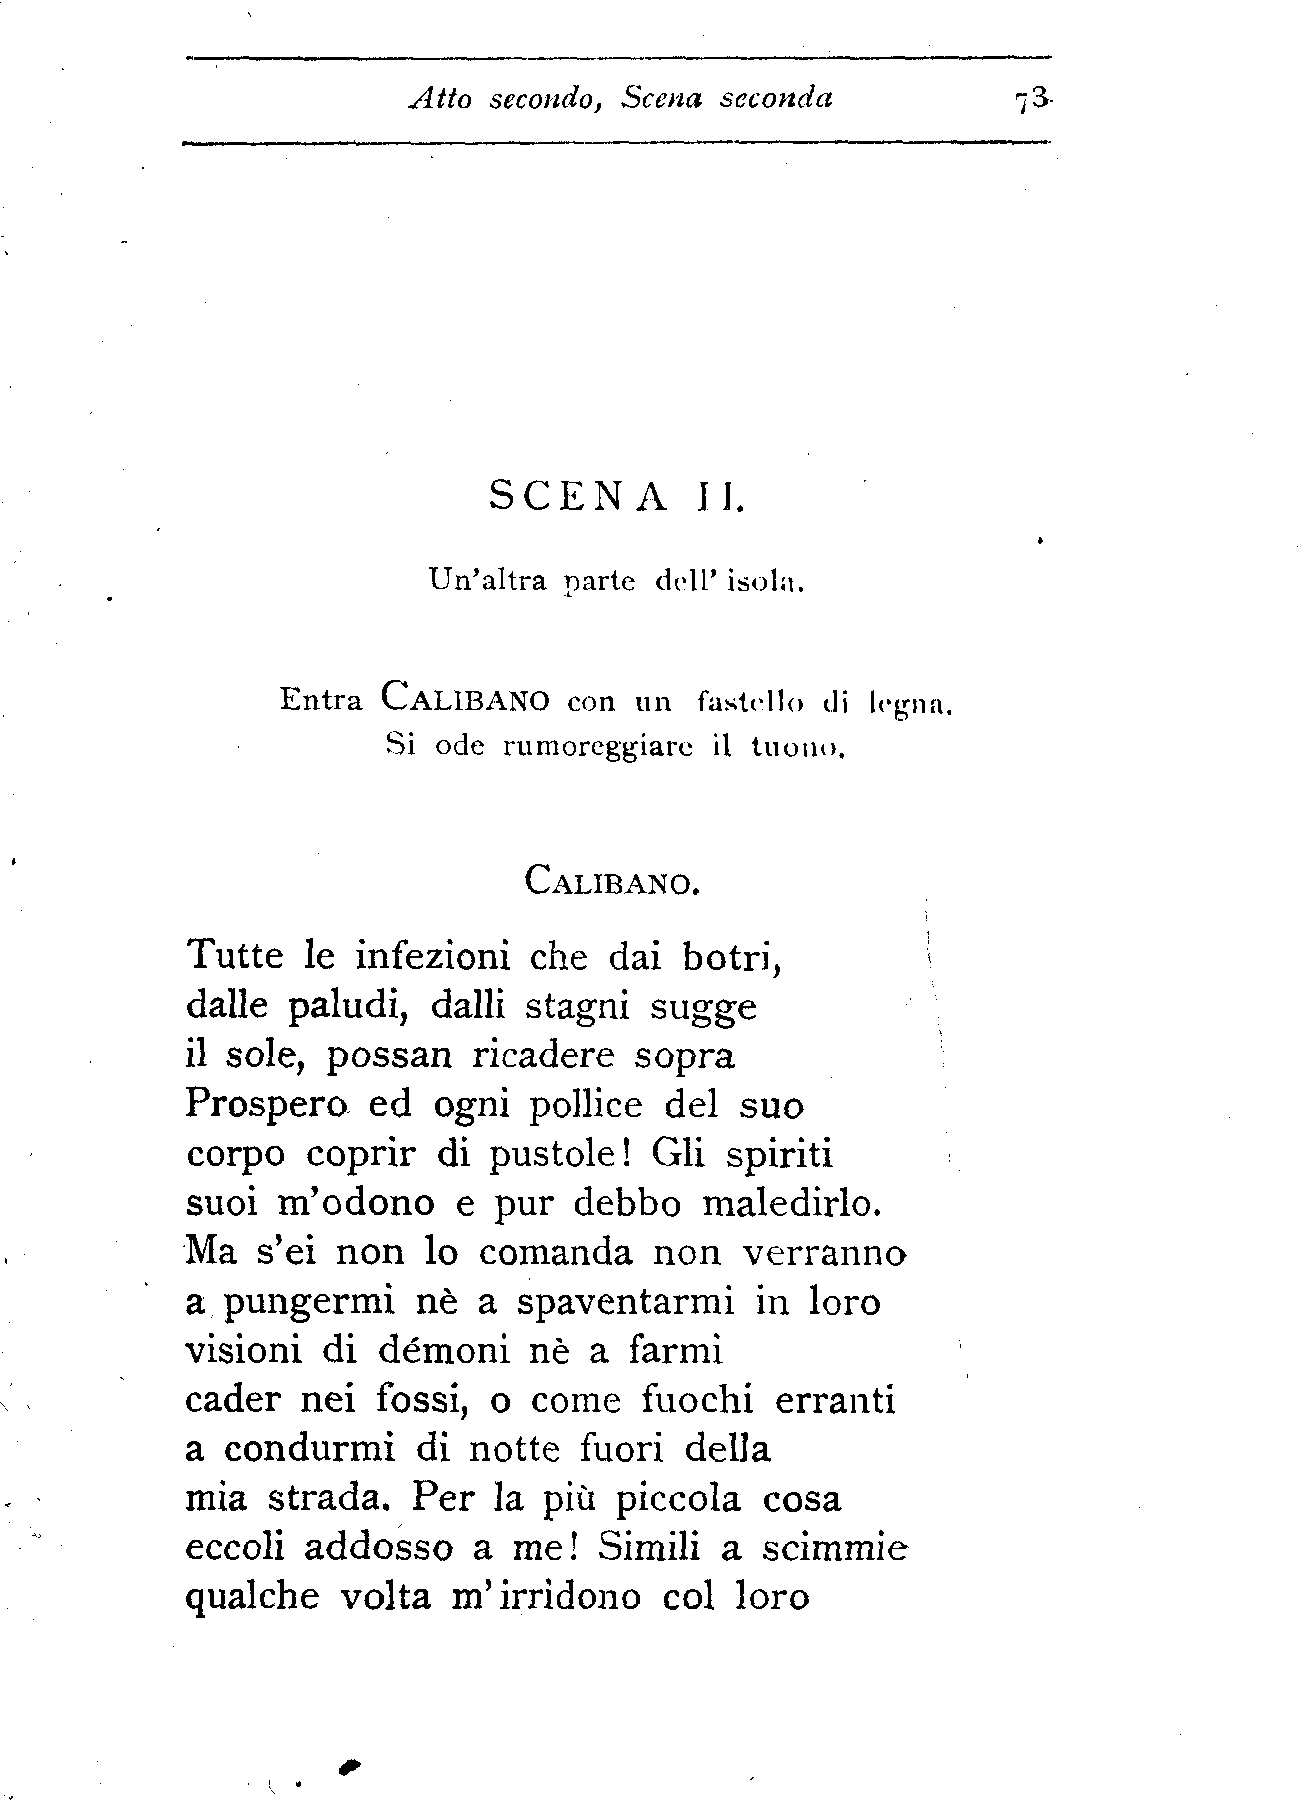 Atto secondo, Scena seconda 73
SCENA II.
Un'altra parte dell' isola.
Entra CALIBANO con un fastello di legna.
Si ode rumoreggiare il tuono.
CALIBANO.
Tutte le infezioni che dai botri,
dalle paludi, dalli stagni sugge
il sole, possan ricadere sopra
Prospero ed ogni pollice del suo
corpo coprir di pustole! Gli spiriti
suoi m'odono e pur debbo maledirlo.
Ma s'ei non lo comanda non verranno
a pungermi nè a spaventarmi in loro
visioni di démoni nè a farmi
cader nei fossi, o come fuochi erranti
a condurmi di notte fuori della
mia strada. Per la più piccola cosa
eccoli addosso a me! Simili a scimmie
qualche volta m' irridono col loro